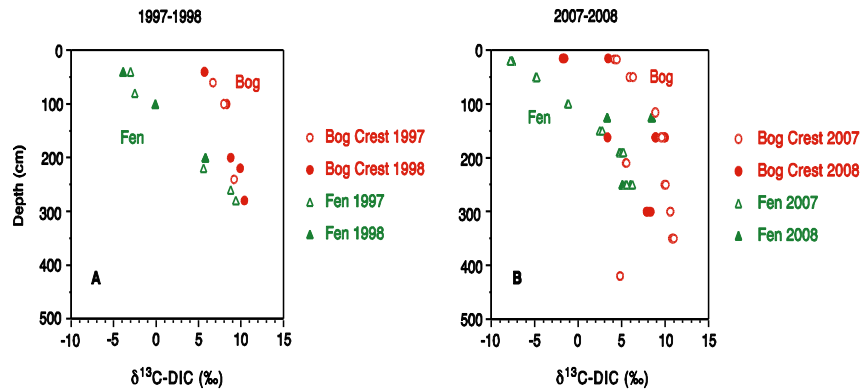 1997-1998
2007-2008
0
100
200
300
400
500
Depth (cm)
-10
-5
0
5
10
15
δ¹³C-DIC (‰)
Bog
Fen
A
Bog Crest 1997
Bog Crest 1998
Fen 1997
Fen 1998
0
100
200
300
400
500
-10
-5
0
5
10
15
δ¹³C-DIC (‰)
Bog
Fen
B
Bog Crest 2007
Bog Crest 2008
Fen 2007
Fen 2008